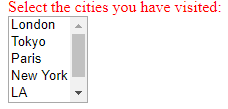 Select the cities you have visited:
London
Tokyo
Paris
New York
LA